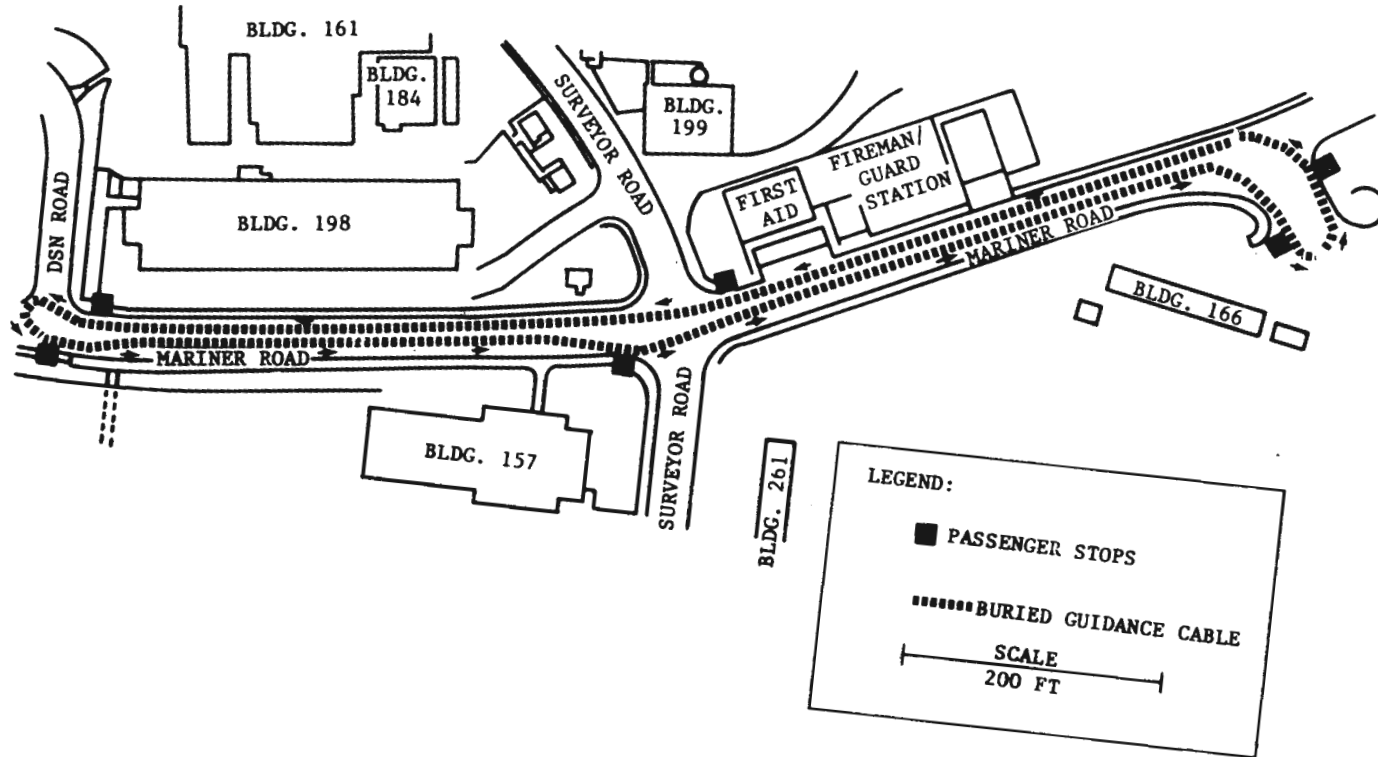 BLDG. 161
BLDG.
184
SURVEYOR ROAD
BLDG.
199
FIREMAN/
GUARD
STATION
FIRST
AID
DSN ROAD
BLDG. 198
MARINER ROAD
BLDG. 166
MARINER ROAD
BLDG. 157
SURVEYOR ROAD
BLDG. 261
LEGEND:
PASSENGER STOPS
BURIED GUIDANCE CABLE
SCALE
200 FT